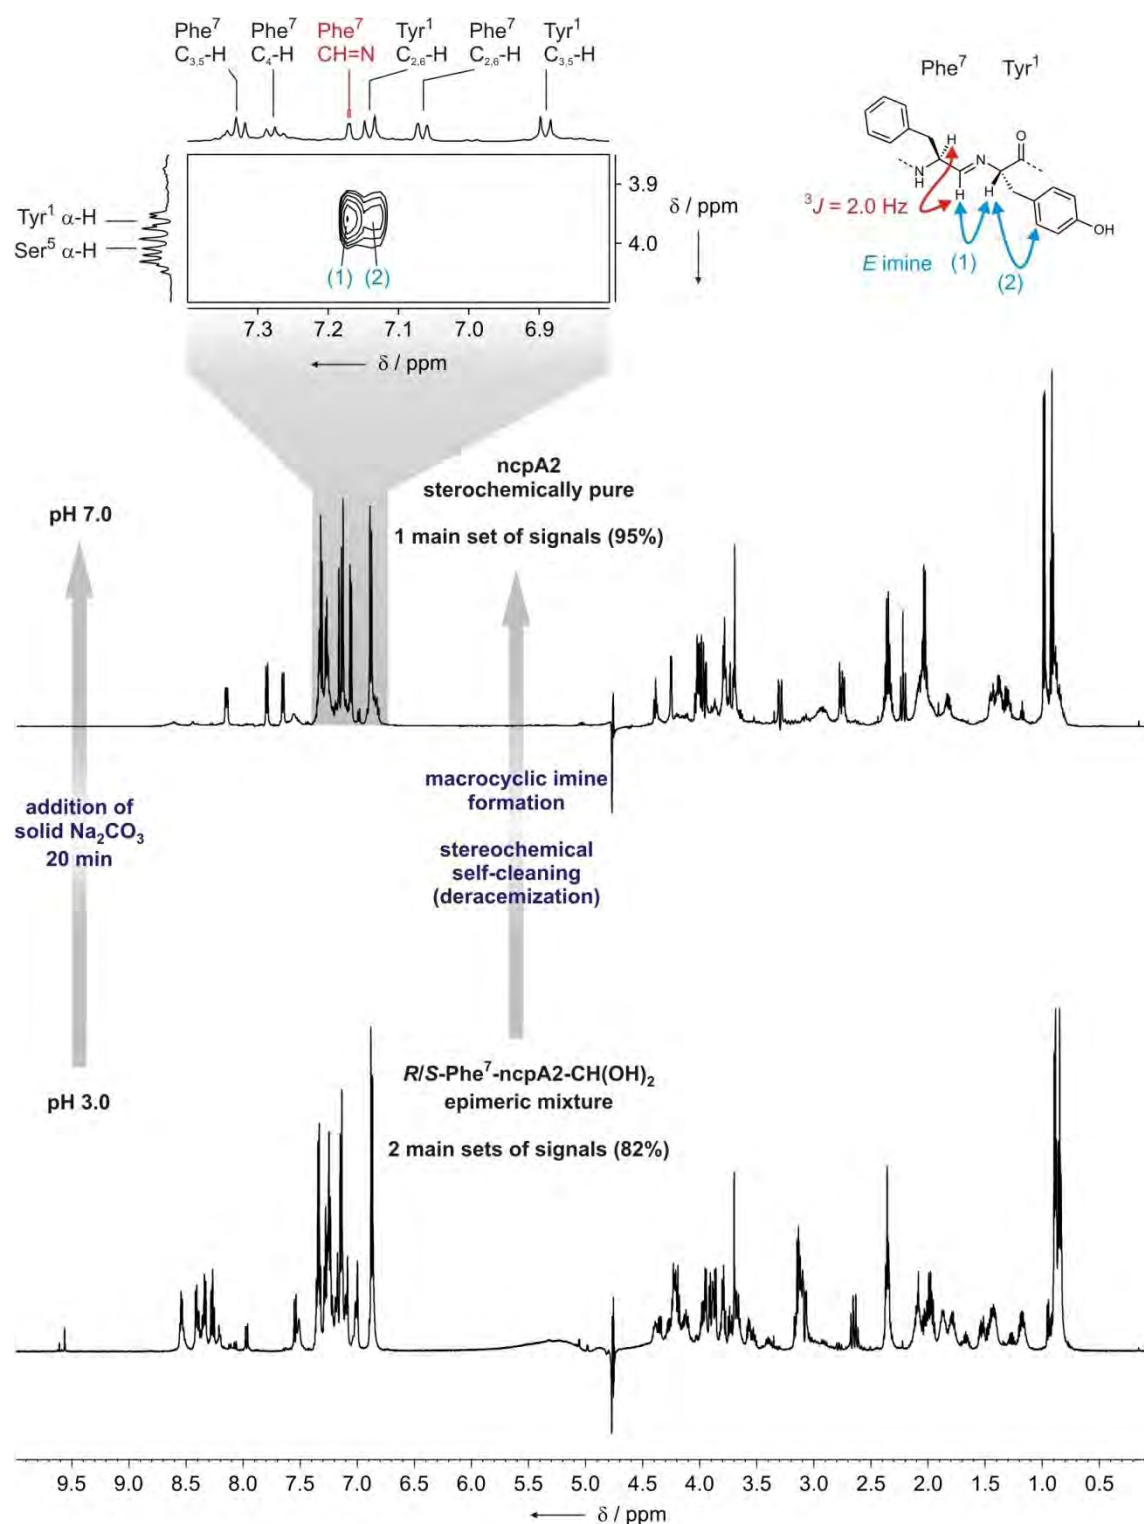 Phe7 Phe7 Phe7 Tyr1 Phe7 Tyr1
C3,5-H C4-H CH=N C2,6-H C2,6-H C3,5-H
Phe7 Tyr1
H
O
N
N
H
H
H
OH
3J = 2.0 Hz
E imine (1)
(2)
Tyr1 α-H
Ser5 α-H
3.9
4.0
δ / ppm
(1) (2)
7.3 7.2 7.1 7.0 6.9
δ / ppm
ncpA2
sterochemically pure
1 main set of signals (95%)
pH 7.0
addition of
solid Na2CO3
20 min
macrocyclic imine
formation
stereochemical
self-cleaning
(deracemization)
pH 3.0
R/S-Phe7-ncpA2-CH(OH)2
epimeric mixture
2 main sets of signals (82%)
9.5 9.0 8.5 8.0 7.5 7.0 6.5 6.0 5.5 5.0 4.5 4.0 3.5 3.0 2.5 2.0 1.5 1.0 0.5
δ / ppm